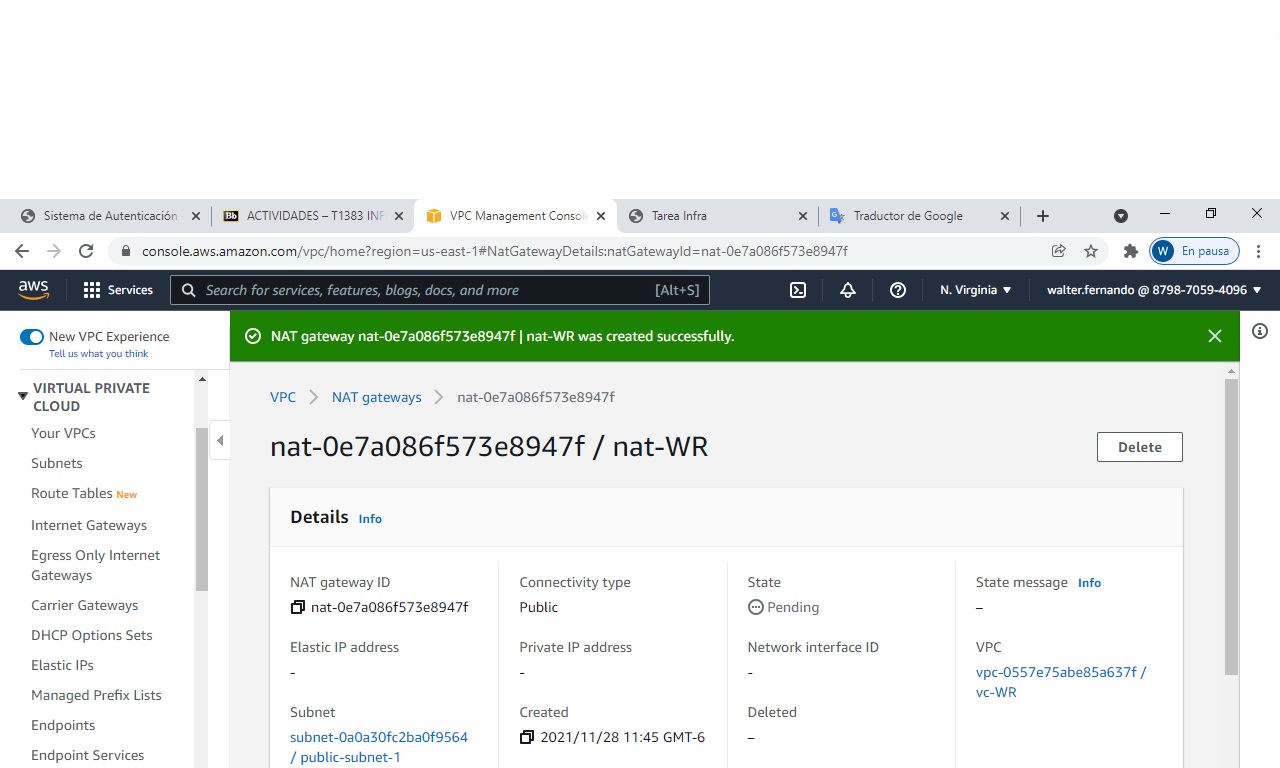 Sistema de Autenticación
ACTIVIDADES – T1383 INF
VPC Management Consol
Tarea Infra
Traductor de Google
console.aws.amazon.com/vpc/home?region=us-east-1#NatGatewayDetails:natGatewayId=nat-0e7a086f573e8947f
W En pausa
aws
Services
Search for services, features, blogs, docs, and more [Alt+S]
N. Virginia
walter.fernando @ 8798-7059-4096
New VPC Experience
Tell us what you think
NAT gateway nat-0e7a086f573e8947f | nat-WR was created successfully.
VIRTUAL PRIVATE
CLOUD
Your VPCs
Subnets
Route Tables New
Internet Gateways
Egress Only Internet
Gateways
Carrier Gateways
DHCP Option Sets
Elastic IPs
Managed Prefix Lists
Endpoints
Endpoint Services
VPC > NAT gateways > nat-0e7a086f573e8947f
nat-0e7a086f573e8947f / nat-WR
Delete
Details Info
NAT gateway ID
nat-0e7a086f573e8947f
Connectivity type
Public
State
Pending
State message Info
–
Elastic IP address
-
Private IP address
-
Network interface ID
-
VPC
vpc-0557e75abe85a637f /
vc-WR
Subnet
subnet-0a0a30fc2ba0f9564
/ public-subnet-1
Created
2021/11/28 11:45 GMT-6
Deleted
–